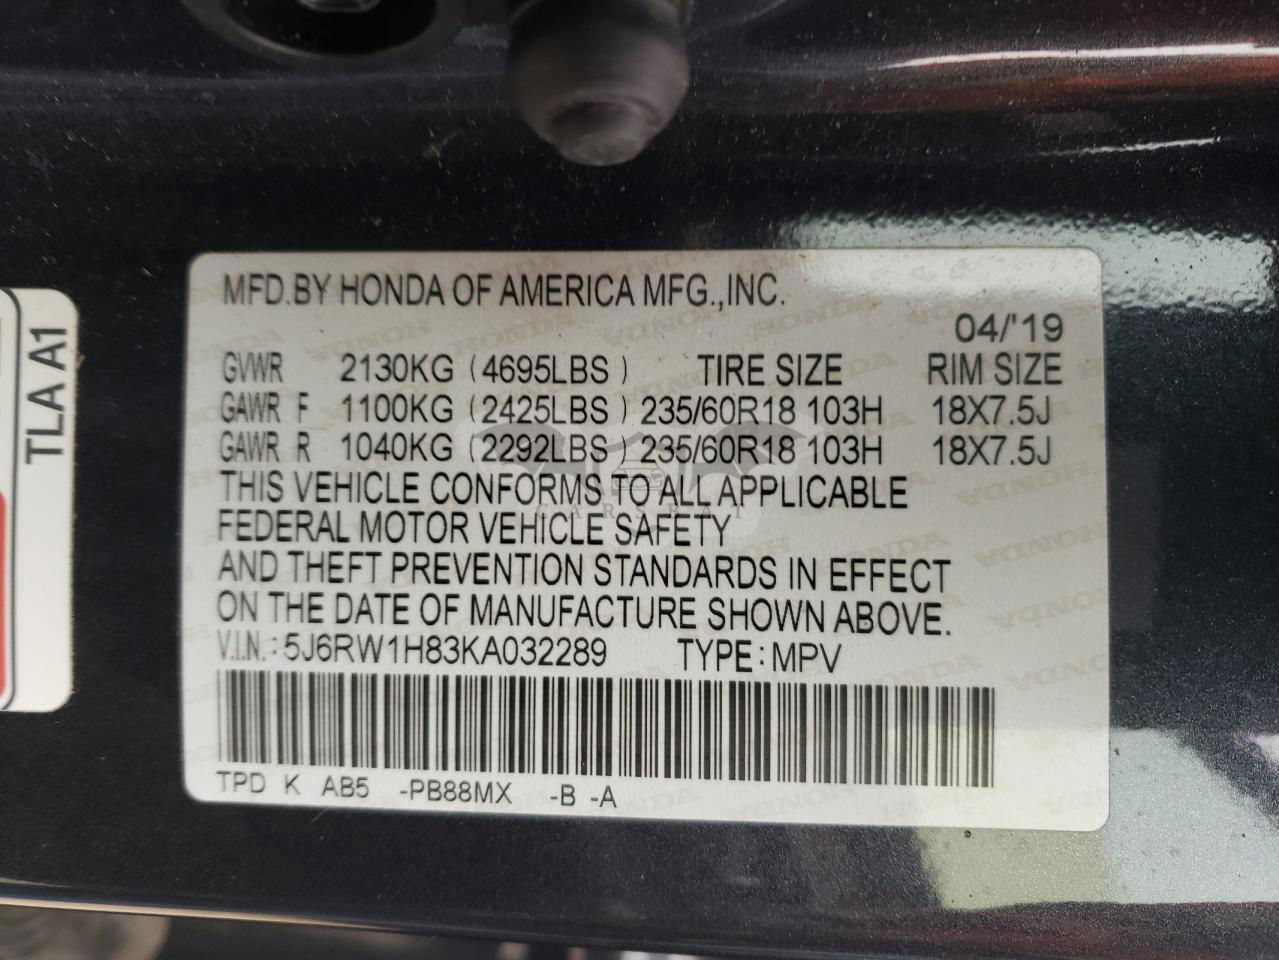 MFD.BY HONDA OF AMERICA MFG.,INC.
04/'19
GVWR 2130KG (4695LBS) TIRE SIZE RIM SIZE
GAWR F 1100KG (2425LBS) 235/60R18 103H 18X7.5J
GAWR R 1040KG (2292LBS) 235/60R18 103H 18X7.5J
THIS VEHICLE CONFORMS TO ALL APPLICABLE
FEDERAL MOTOR VEHICLE SAFETY
AND THEFT PREVENTION STANDARDS IN EFFECT
ON THE DATE OF MANUFACTURE SHOWN ABOVE.
V.I.N.:5J6RW1H83KA032289 TYPE:MPV
TPD K AB5 -PB88MX -B -A
TLA A1
HONDA